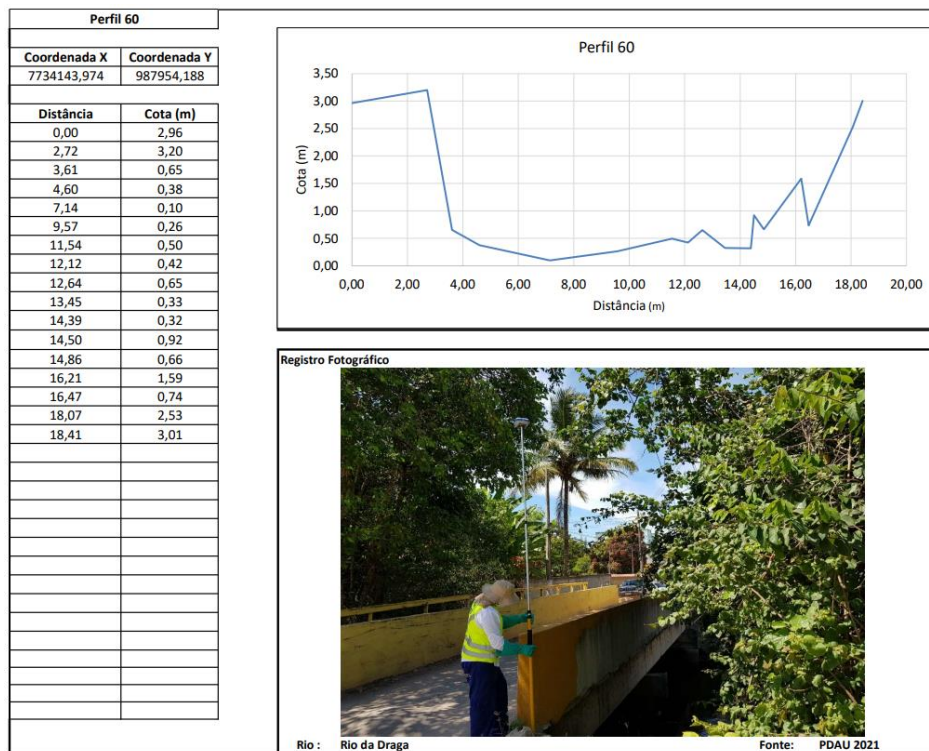 Perfil 60
Coordenada X Coordenada Y
7734143,974 987954,188
Distância Cota (m)
0,00 2,96
2,72 3,20
3,61 0,65
4,60 0,38
7,14 0,10
9,57 0,26
11,54 0,50
12,12 0,42
12,64 0,65
13,45 0,33
14,39 0,32
14,50 0,92
14,86 0,66
16,21 1,59
16,47 0,74
18,07 2,53
18,41 3,01
Perfil 60
Cota (m)
3,50
3,00
2,50
2,00
1,50
1,00
0,50
0,00
0,00 2,00 4,00 6,00 8,00 10,00 12,00 14,00 16,00 18,00 20,00
Distância (m)
Registro Fotográfico
Rio : Rio da Draga Fonte: PDAU 2021